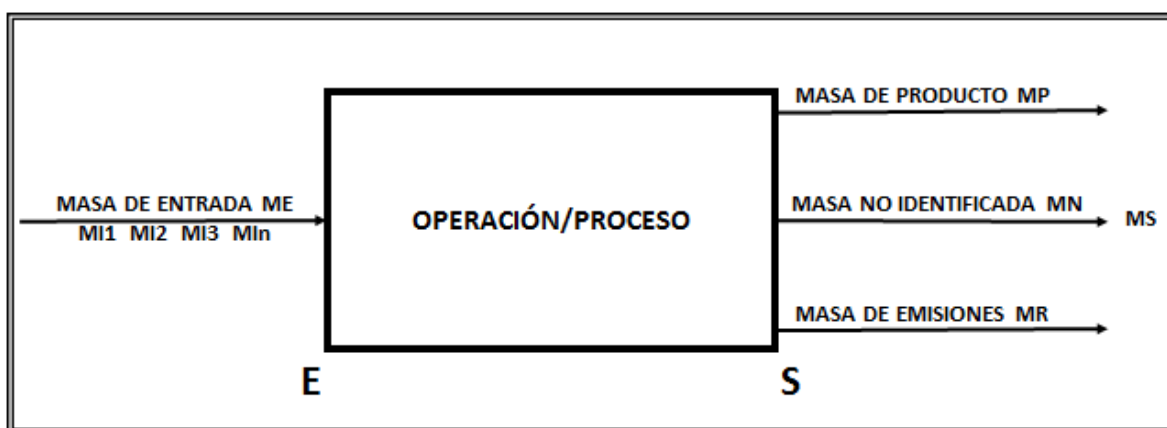 MASA DE PRODUCTO MP
MASA DE ENTRADA ME
MI1 MI2 MI3 MIn
OPERACIÓN/PROCESO
MASA NO IDENTIFICADA MN
MS
MASA DE EMISIONES MR
E
S